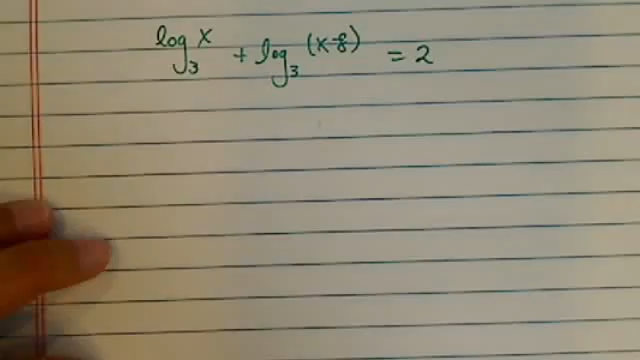 log₃ x + log₃ (x-8) = 2